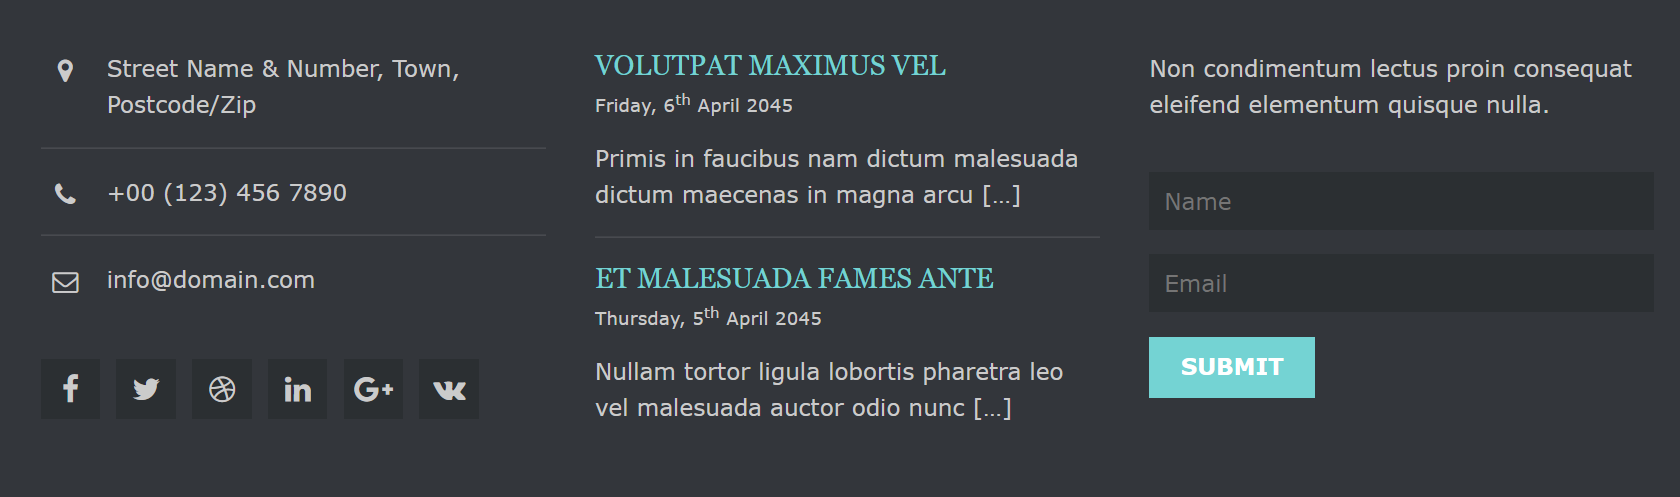 Street Name & Number, Town,
Postcode/Zip
+00 (123) 456 7890
info@domain.com
VOLUTPAT MAXIMUS VEL
Friday, 6th April 2045
Primis in faucibus nam dictum malesuada
dictum maecenas in magna arcu […]
ET MALESUADA FAMES ANTE
Thursday, 5th April 2045
Nullam tortor ligula lobortis pharetra leo
vel malesuada auctor odio nunc […]
Non condimentum lectus proin consequat
eleifend elementum quisque nulla.
Name
Email
SUBMIT